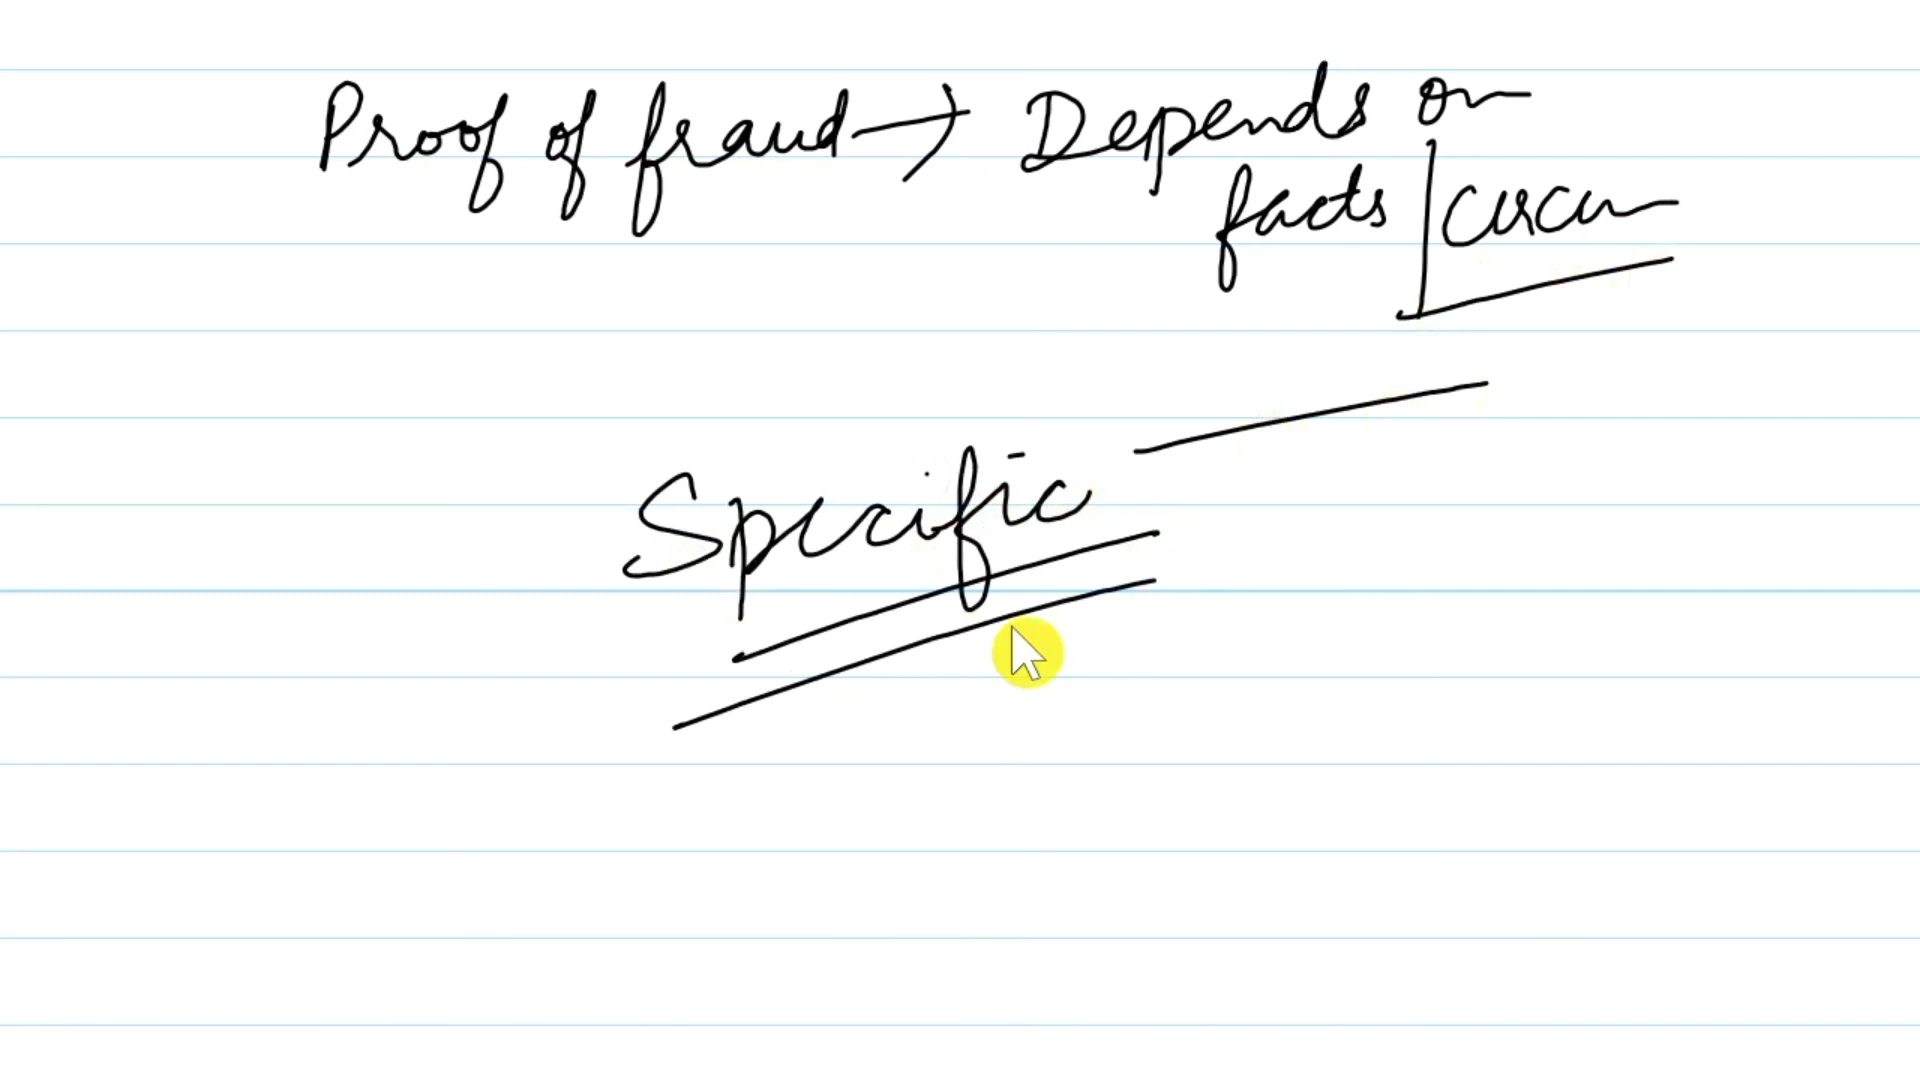 Proof of fraud → Depends on
facts / circu
Specific